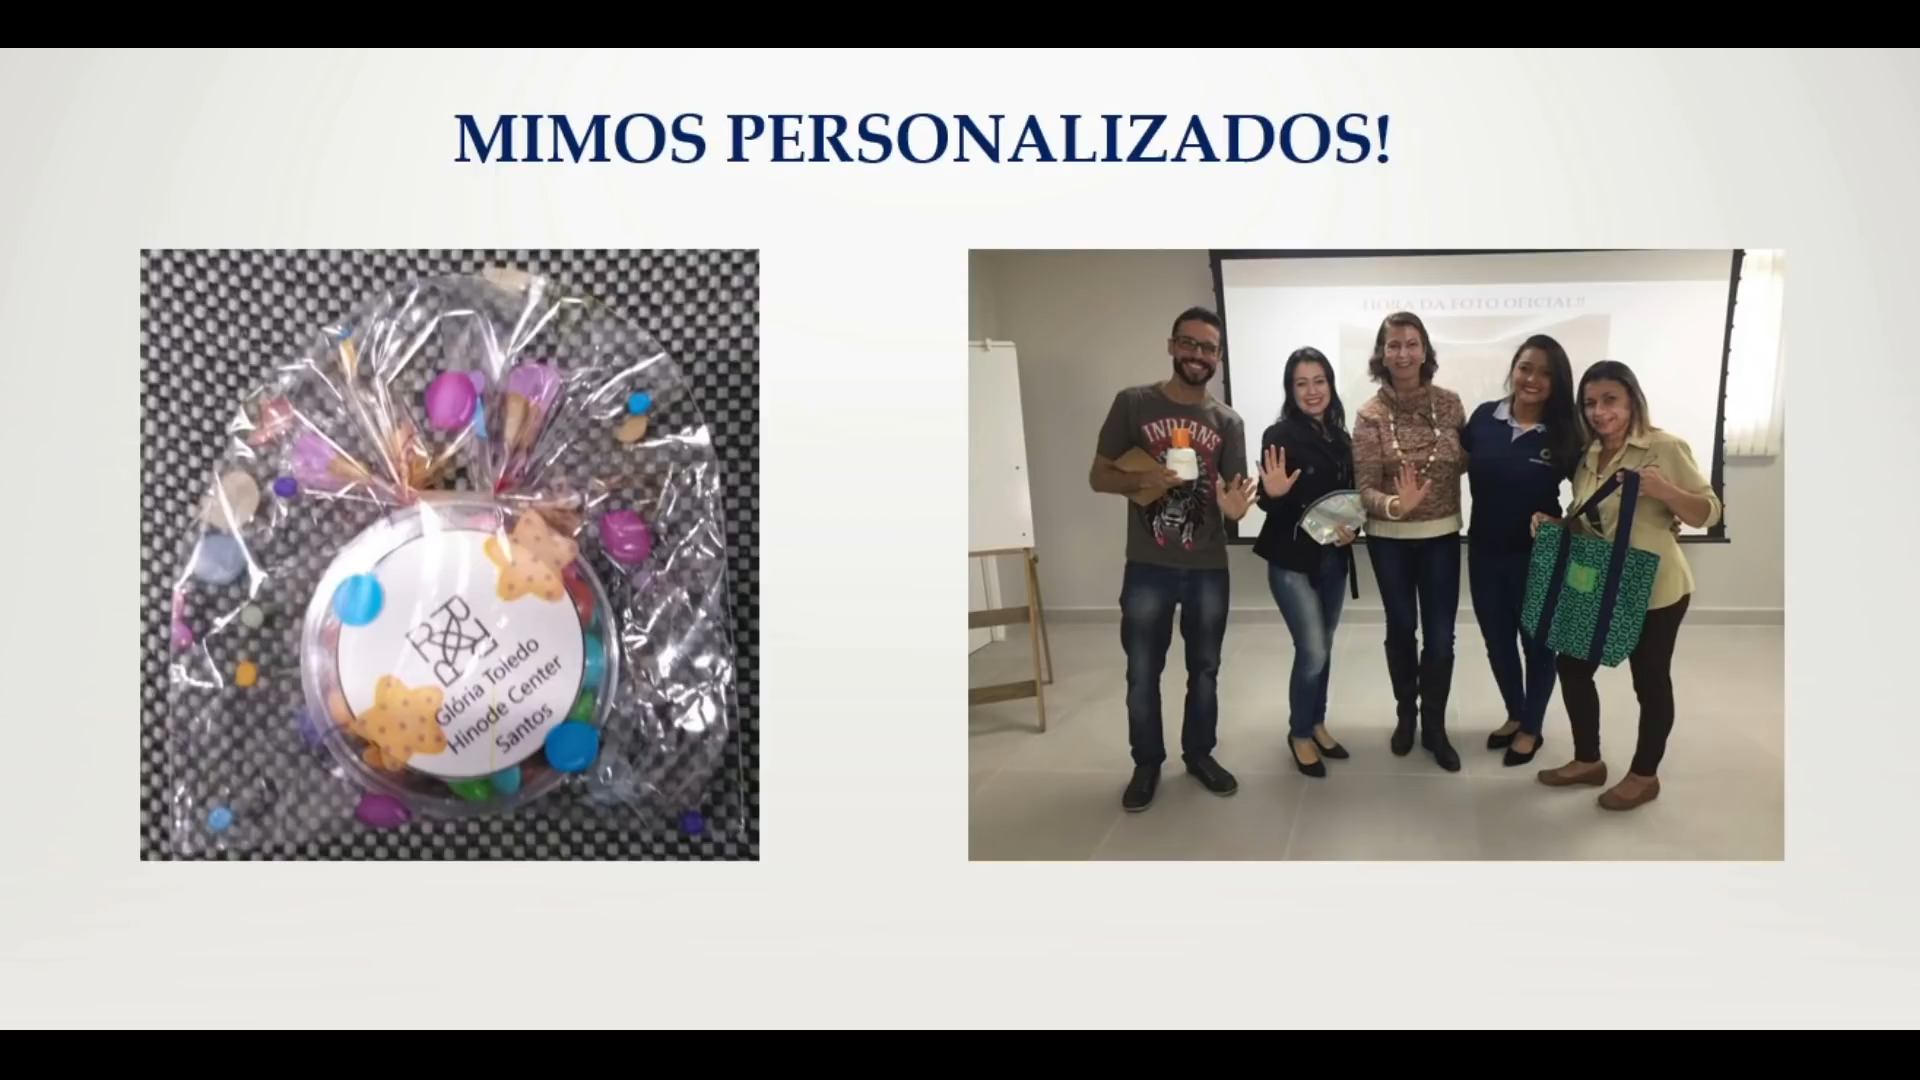 MIMOS PERSONALIZADOS!
Glória Toledo
Hinode Center
Santos
HORA DA FOTO OFICIAL!!
INDIANS